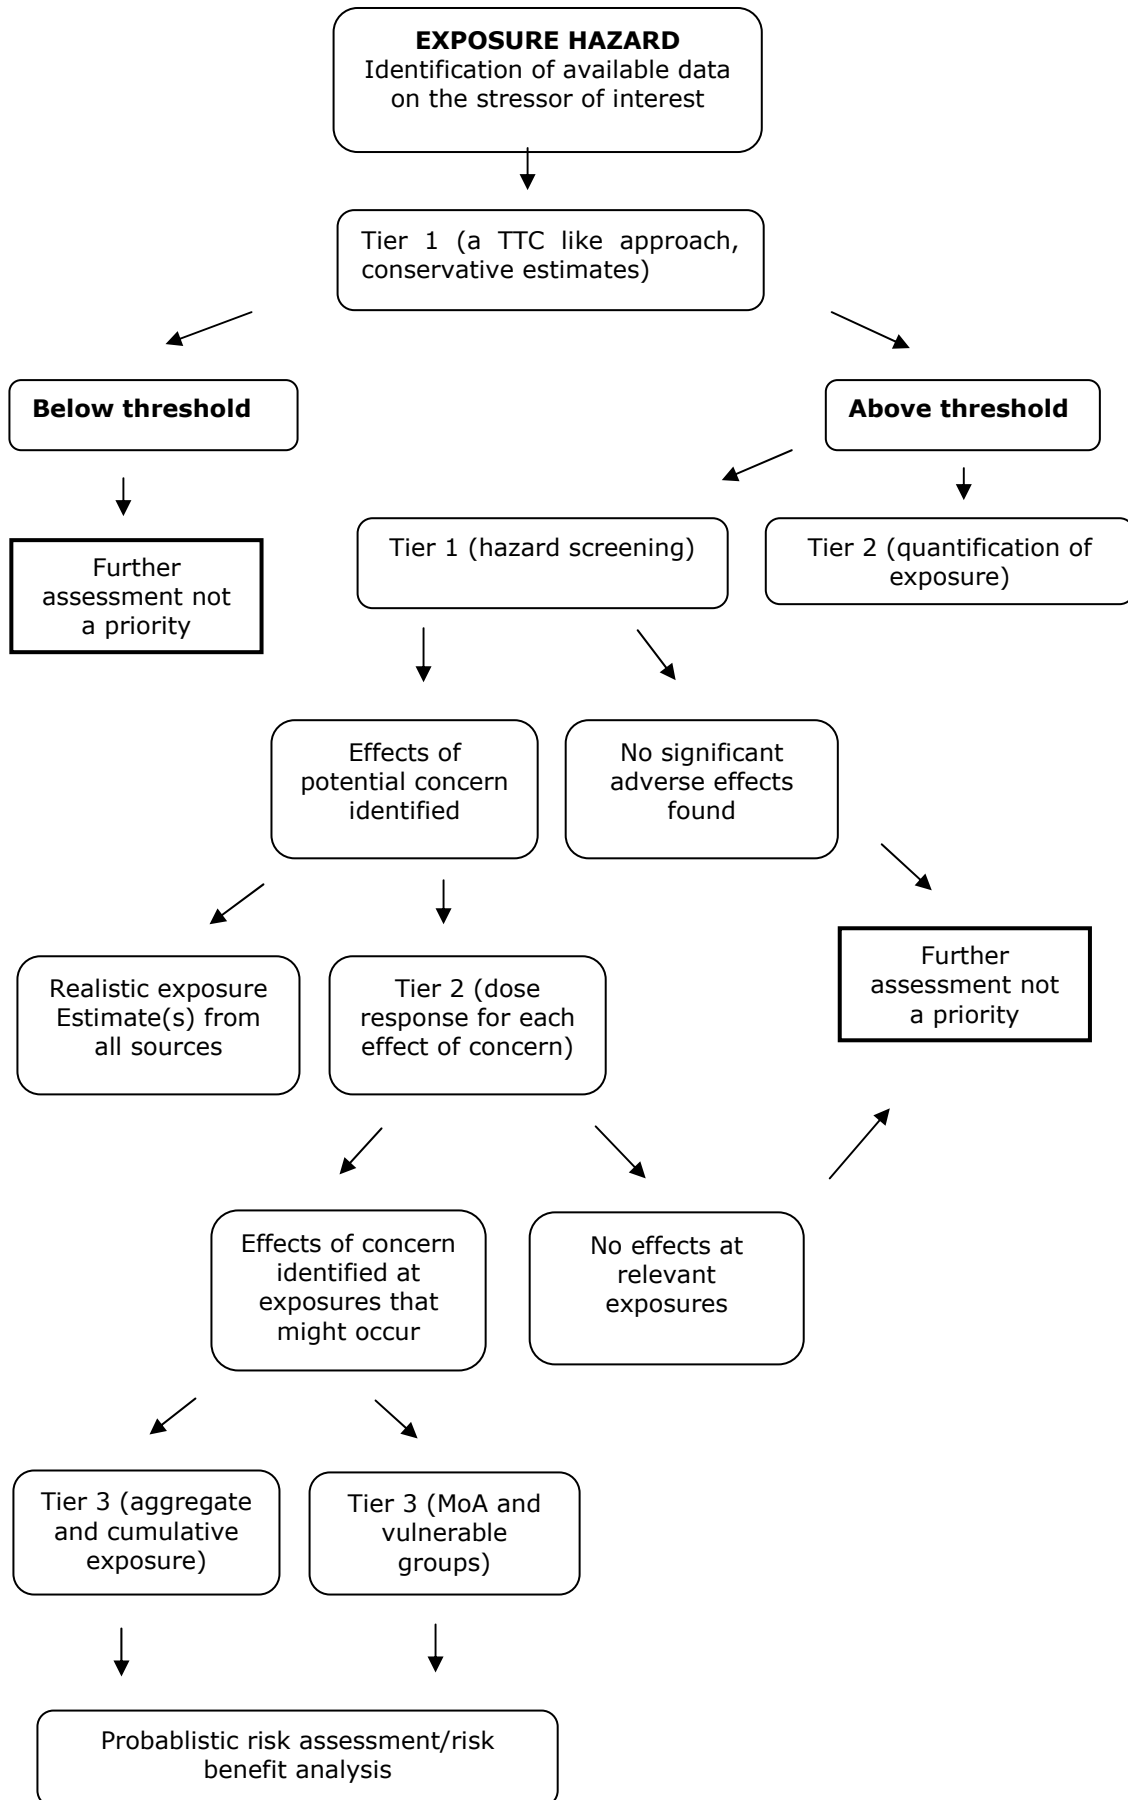 EXPOSURE HAZARD
Identification of available data
on the stressor of interest
Tier 1 (a TTC like approach,
conservative estimates)
Below threshold
Above threshold
Further
assessment not
a priority
Tier 1 (hazard screening)
Tier 2 (quantification of
exposure)
Effects of
potential concern
identified
No significant
adverse effects
found
Realistic exposure
Estimate(s) from
all sources
Tier 2 (dose
response for each
effect of concern)
Further
assessment not
a priority
Effects of concern
identified at
exposures that
might occur
No effects at
relevant
exposures
Tier 3 (aggregate
and cumulative
exposure)
Tier 3 (MoA and
vulnerable
groups)
Probablistic risk assessment/risk
benefit analysis